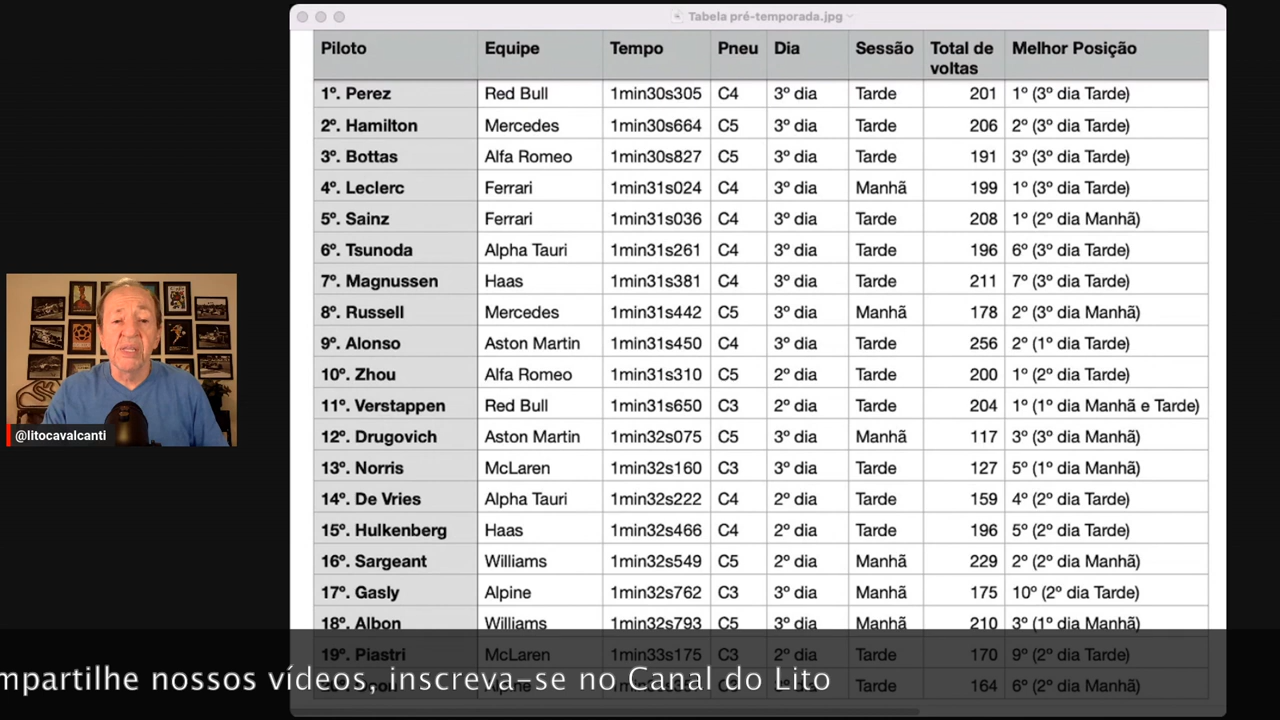 Tabela pré-temporada.jpg
Piloto Equipe Tempo Pneu Dia Sessão Total de voltas Melhor Posição
1º. Perez Red Bull 1min30s305 C4 3º dia Tarde 201 1º (3º dia Tarde)
2º. Hamilton Mercedes 1min30s664 C5 3º dia Tarde 206 2º (3º dia Tarde)
3º. Bottas Alfa Romeo 1min30s827 C5 3º dia Tarde 191 3º (3º dia Tarde)
4º. Leclerc Ferrari 1min31s024 C4 3º dia Manhã 199 1º (3º dia Tarde)
5º. Sainz Ferrari 1min31s036 C4 3º dia Tarde 208 1º (2º dia Manhã)
6º. Tsunoda Alpha Tauri 1min31s261 C4 3º dia Tarde 196 6º (3º dia Tarde)
7º. Magnussen Haas 1min31s381 C4 3º dia Tarde 211 7º (3º dia Tarde)
8º. Russell Mercedes 1min31s442 C5 3º dia Manhã 178 2º (3º dia Manhã)
9º. Alonso Aston Martin 1min31s450 C4 3º dia Tarde 256 2º (1º dia Tarde)
10º. Zhou Alfa Romeo 1min31s310 C5 2º dia Tarde 200 1º (2º dia Tarde)
11º. Verstappen Red Bull 1min31s650 C3 2º dia Tarde 204 1º (1º dia Manhã e Tarde)
12º. Drugovich Aston Martin 1min32s075 C5 3º dia Manhã 117 3º (3º dia Manhã)
13º. Norris McLaren 1min32s160 C3 3º dia Tarde 127 5º (1º dia Manhã)
14º. De Vries Alpha Tauri 1min32s222 C4 2º dia Tarde 159 4º (2º dia Tarde)
15º. Hulkenberg Haas 1min32s466 C4 2º dia Tarde 196 5º (2º dia Tarde)
16º. Sargeant Williams 1min32s549 C5 2º dia Manhã 229 2º (2º dia Manhã)
17º. Gasly Alpine 1min32s762 C3 3º dia Manhã 175 10º (2º dia Tarde)
18º. Albon Williams 1min32s793 C5 3º dia Manhã 210 3º (1º dia Manhã)
19º. Piastri McLaren 1min33s175 C3 2º dia Tarde 170 9º (2º dia Tarde)
Tarde 164 6º (2º dia Manhã)
@litocavalcanti
mpartilhe nossos vídeos, inscreva-se no Canal do Lito